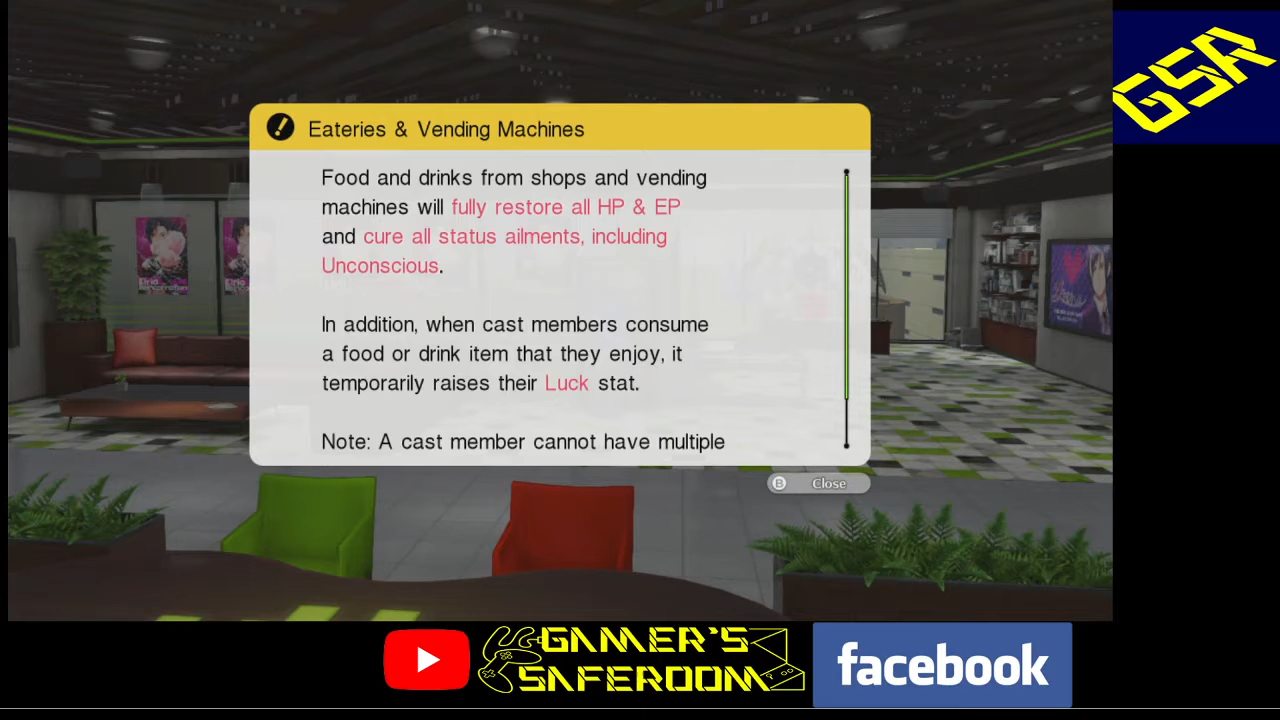 GSR
Eateries & Vending Machines
Food and drinks from shops and vending
machines will fully restore all HP & EP
and cure all status ailments, including
Unconscious.
In addition, when cast members consume
a food or drink item that they enjoy, it
temporarily raises their Luck stat.
Note: A cast member cannot have multiple
B Close
GAMER'S
SAFEROOM
facebook